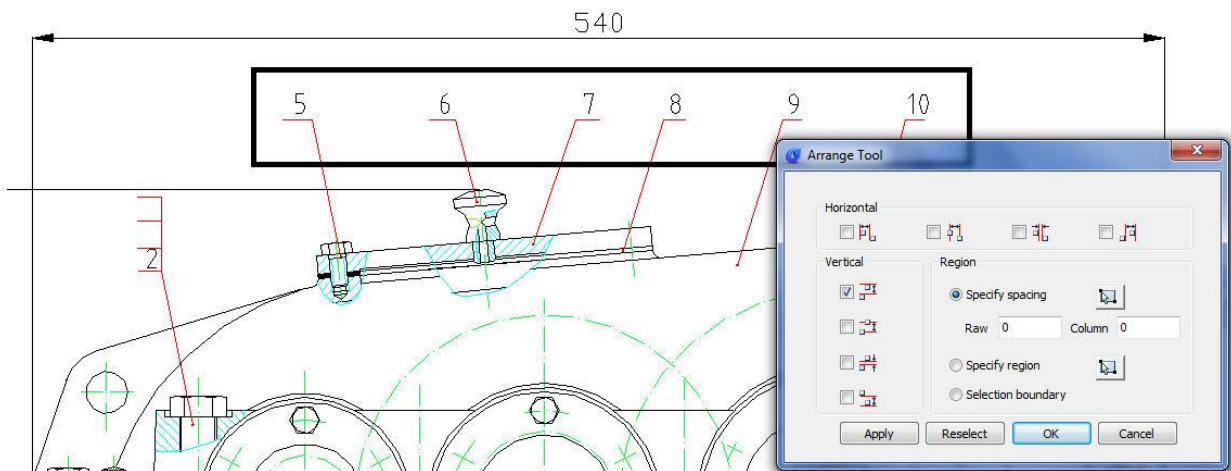 540
5 6 7 8 9 10
2
Arrange Tool
Horizontal
Vertical
Region
Specify spacing
Raw 0 Column 0
Specify region
Selection boundary
Apply Reselect OK Cancel